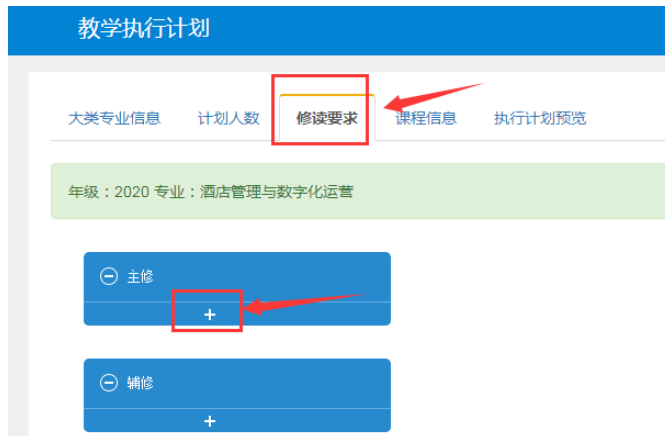 教学执行计划
大类专业信息 计划人数 修读要求 课程信息 执行计划预览
年级：2020 专业：酒店管理与数字化运营
主修
+
辅修
+